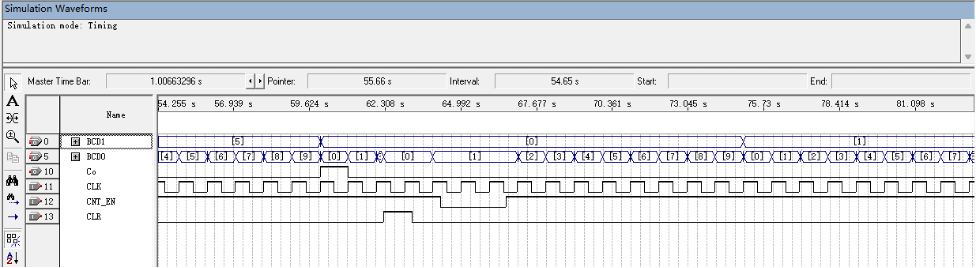 Simulation Waveforms
Simulation mode: Timing
Master Time Bar: 1.00663296 s Pointer: 55.66 s Interval: 54.65 s Start: End:
Name
54.255 s 56.939 s 59.624 s 62.308 s 64.992 s 67.677 s 70.361 s 73.045 s 75.73 s 78.414 s 81.098 s
0 BCD1 [5] [0] [1]
5 BCD0 [4] [5] [6] [7] [8] [9] [0] [1] [0] [1] [2] [3] [4] [5] [6] [7] [8] [9] [0] [1] [2] [3] [4] [5] [6] [7]
10 Co
11 CLK
12 CNT_EN
13 CLR